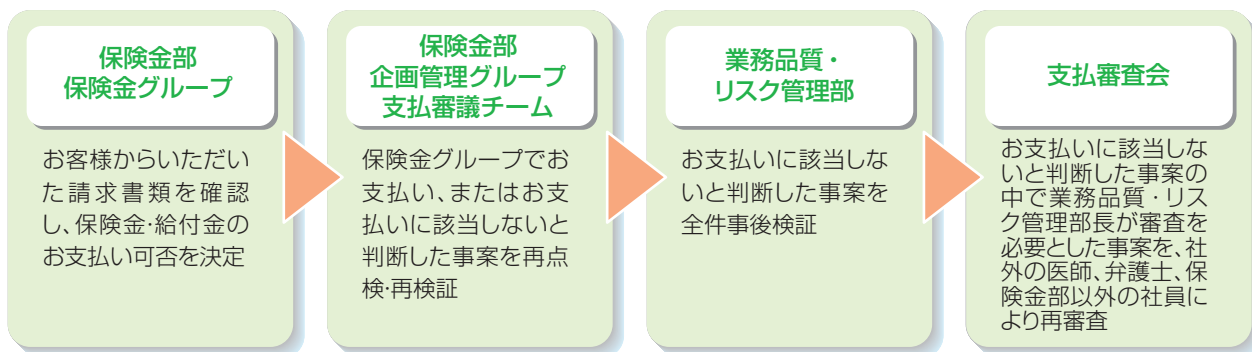 保険金部
保険金グループ
お客様からいただい
た請求書類を確認
し、保険金・給付金の
お支払い可否を決定
保険金部
企画管理グループ
支払審議チーム
保険金グループでお
支払い、またはお支
払いに該当しないと
判断した事案を再点
検・再検証
業務品質・
リスク管理部
お支払いに該当しな
いと判断した事案を
全件事後検証
支払審査会
お支払いに該当しな
いと判断した事案の
中で業務品質・リス
ク管理部長が審査を
必要とした事案を、社
外の医師、弁護士、保
険金部以外の社員に
より再審査